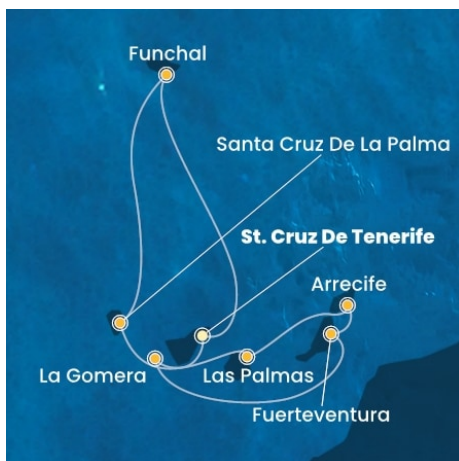 Funchal
Santa Cruz De La Palma
St. Cruz De Tenerife
Arrecife
La Gomera
Las Palmas
Fuerteventura